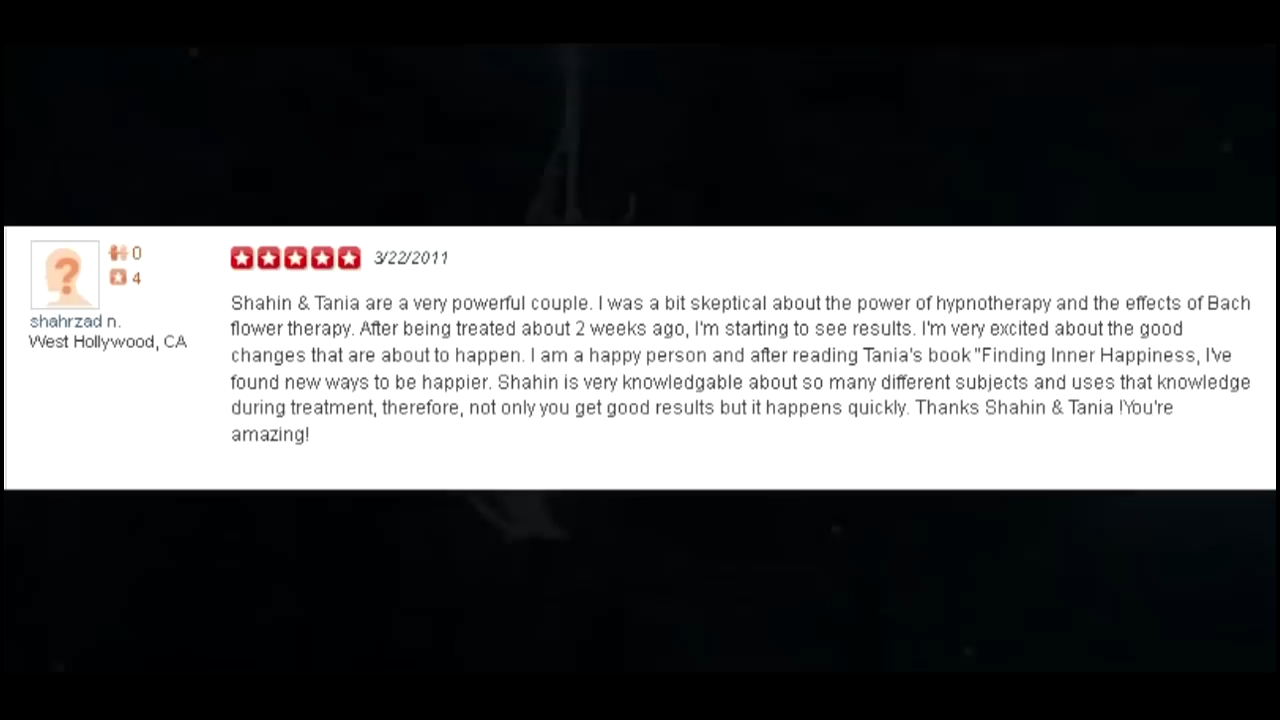 0
4
shahrzad n.
West Hollywood, CA
3/22/2011
Shahin & Tania are a very powerful couple. I was a bit skeptical about the power of hypnotherapy and the effects of Bach
flower therapy. After being treated about 2 weeks ago, I'm starting to see results. I'm very excited about the good
changes that are about to happen. I am a happy person and after reading Tania's book "Finding Inner Happiness, I've
found new ways to be happier. Shahin is very knowledgable about so many different subjects and uses that knowledge
during treatment, therefore, not only you get good results but it happens quickly. Thanks Shahin & Tania !You're
amazing!